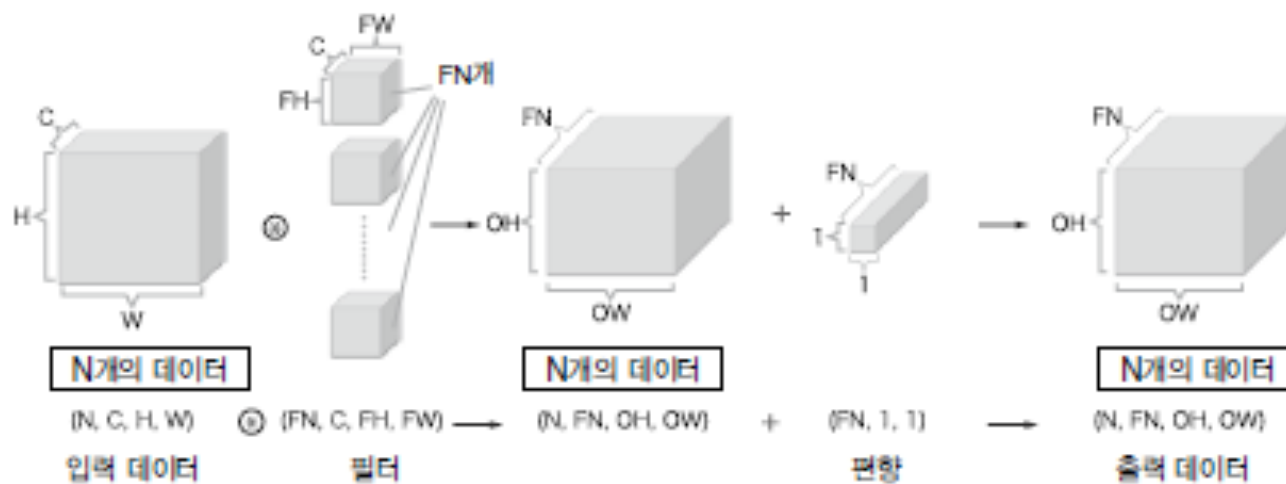 FW
C
FN개
FH
C
H
W
FN
OH
OW
+
FN
1
1
FN
OH
OW
N개의 데이터
N개의 데이터
N개의 데이터
(N, C, H, W) ⊛ (FN, C, FH, FW) → (N, FN, OH, OW) + (FN, 1, 1) → (N, FN, OH, OW)
입력 데이터 필터 편향 출력 데이터